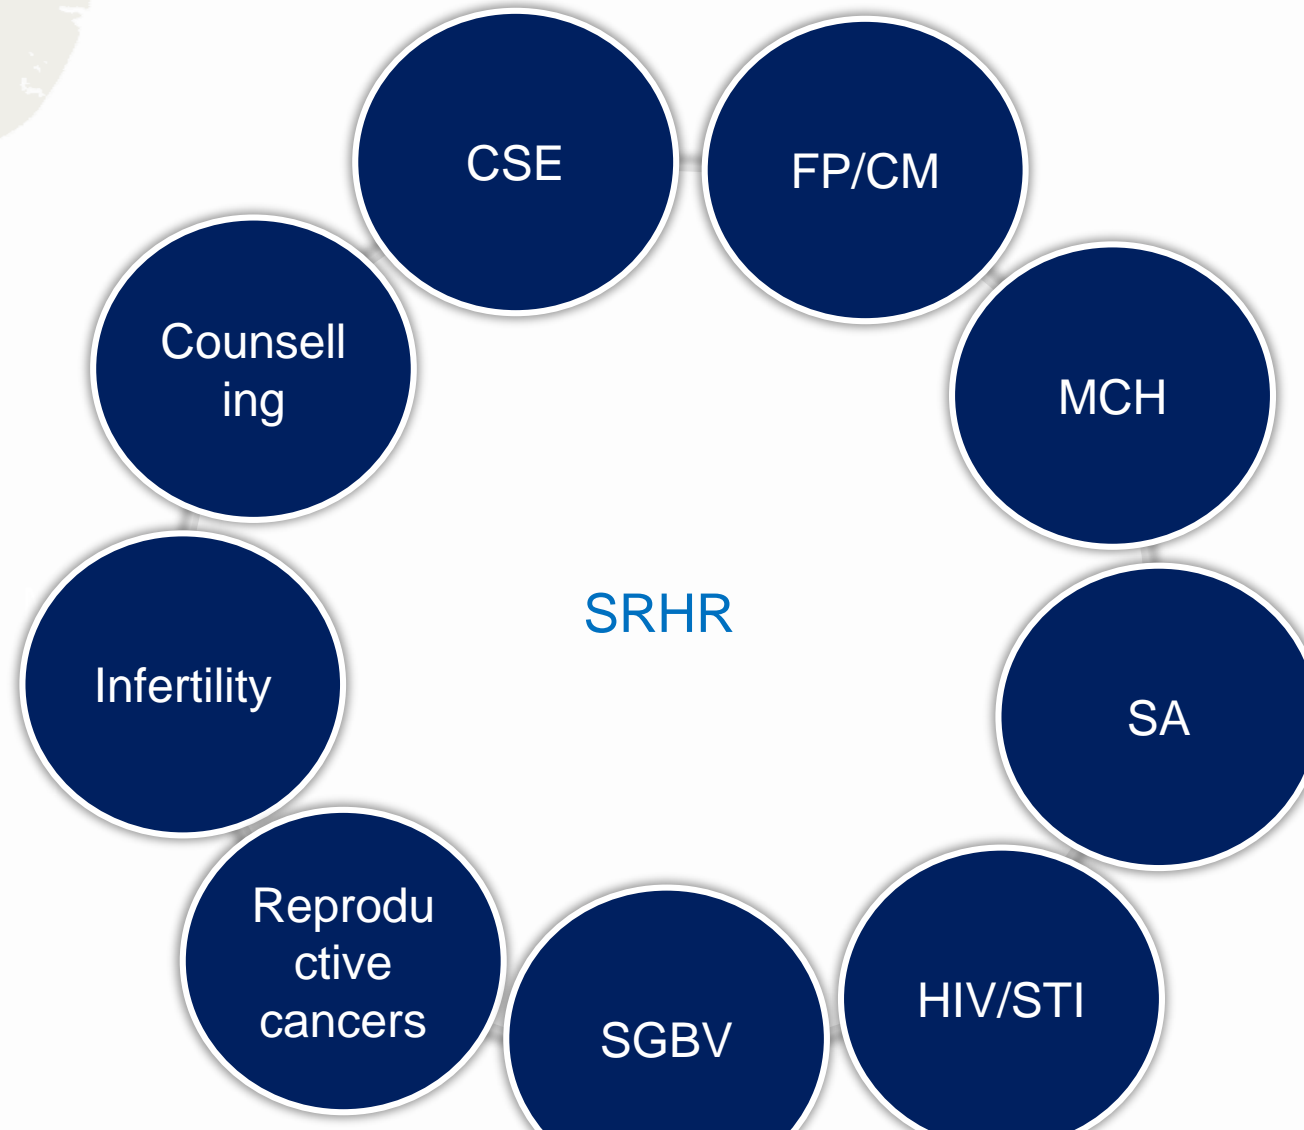 CSE
FP/CM
Counsell
ing
MCH
SRHR
Infertility
SA
Reprodu
ctive
cancers
HIV/STI
SGBV